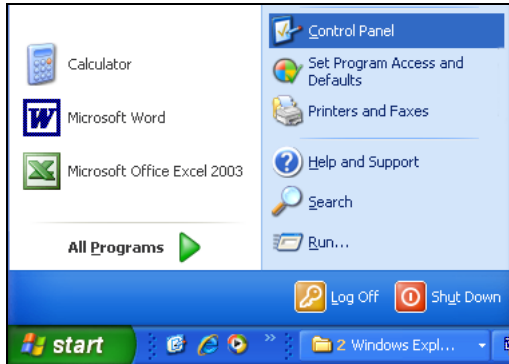 Calculator
Microsoft Word
Microsoft Office Excel 2003
All Programs
Control Panel
Set Program Access and
Defaults
Printers and Faxes
Help and Support
Search
Run...
Log Off
Shut Down
start
2 Windows Expl...